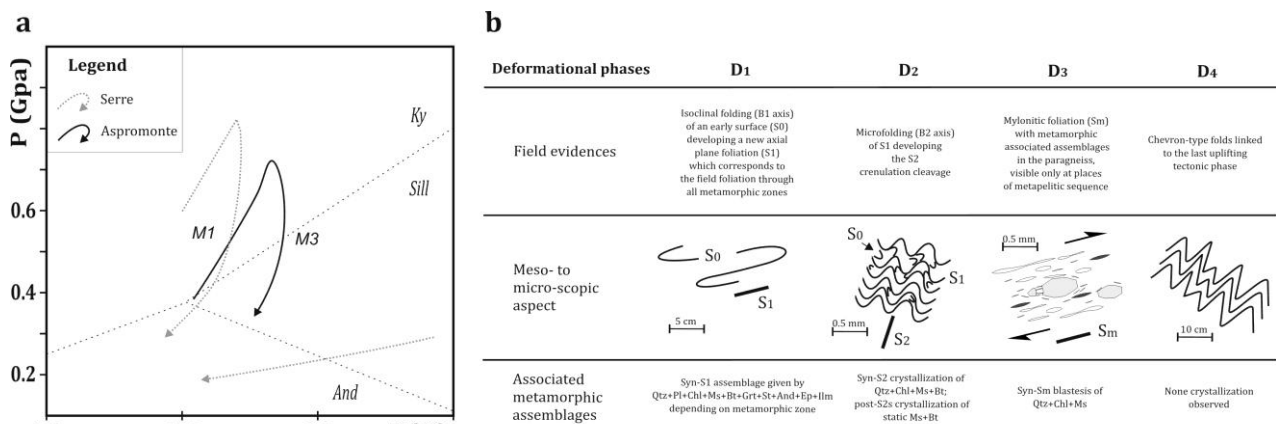 a
Legend
Serre
Aspromonte
P (Gpa)
Ky
Sill
And
M1
M3
0.6
0.4
0.2
b
Deformational phases
D1
D2
D3
D4
Field evidences
Isoclinal folding (B1 axis)
of an early surface (S0)
developing a new axial
plane foliation (S1)
which corresponds to
the field foliation through
all metamorphic zones
Microfolding (B2 axis)
of S1 developing
the S2
crenulation cleavage
Mylonitic foliation (Sm)
with metamorphic
associated assemblages
in the paragneiss,
visible only at places
of metapelitic sequence
Chevron-type folds linked
to the last uplifting
tectonic phase
Meso- to
micro-scopic
aspect
S0
S1
5 cm
S0
S1
0.5 mm
S2
0.5 mm
Sm
10 cm
Associated
metamorphic
assemblages
Syn-S1 assemblage given by
Qtz+Pl+Chl+Ms+Bt+Grt+St+And+Ep+Ilm
depending on metamorphic zone
Syn-S2 crystallization of
Qtz+Chl+Ms+Bt;
post-S2s crystallization of
static Ms+Bt
Syn-Sm blastesis of
Qtz+Chl+Ms
None crystallization
observed